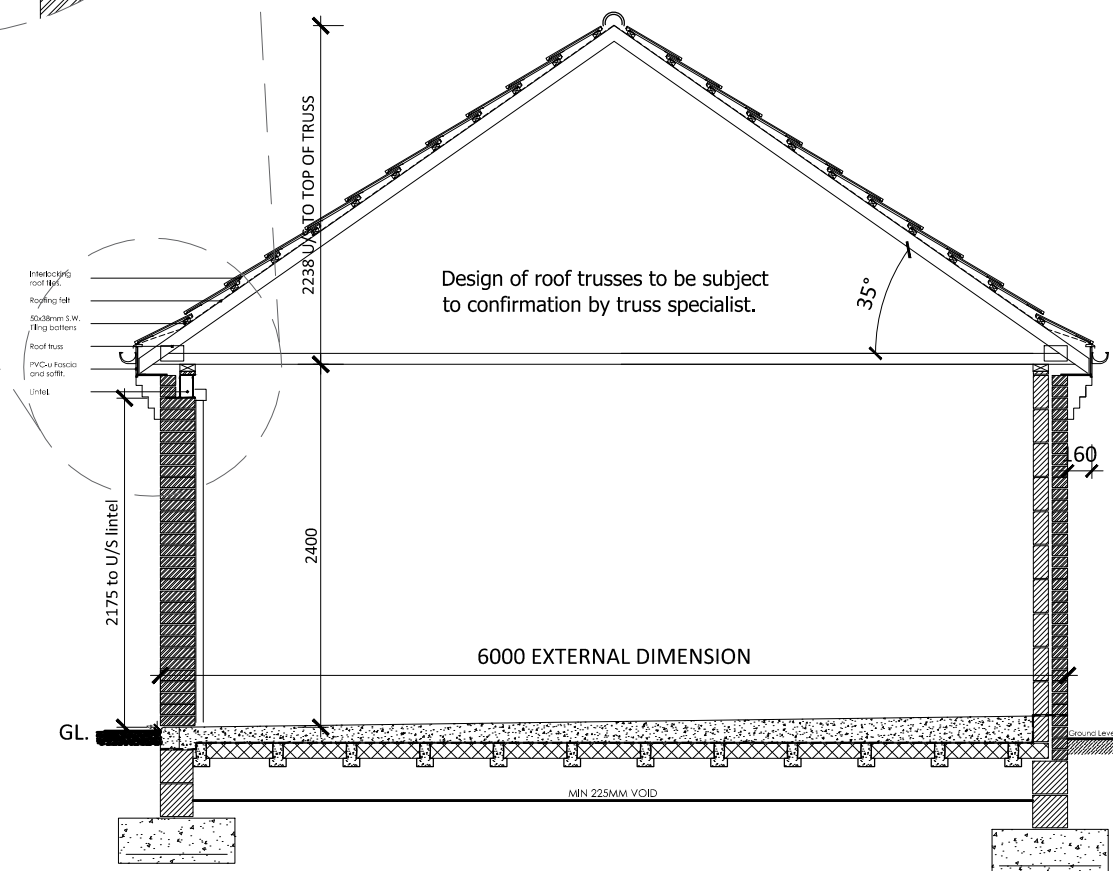 2238 U/S TO TOP OF TRUSS
Interlocking
roof tiles.
Roofing felt
50x38mm S.W.
tiling battens
Roof truss
PVC-u Fascia
and soffit.
Lintel
Design of roof trusses to be subject
to confirmation by truss specialist.
35°
160
2175 to U/S lintel
2400
6000 EXTERNAL DIMENSION
GL.
Ground Leve
MIN 225MM VOID